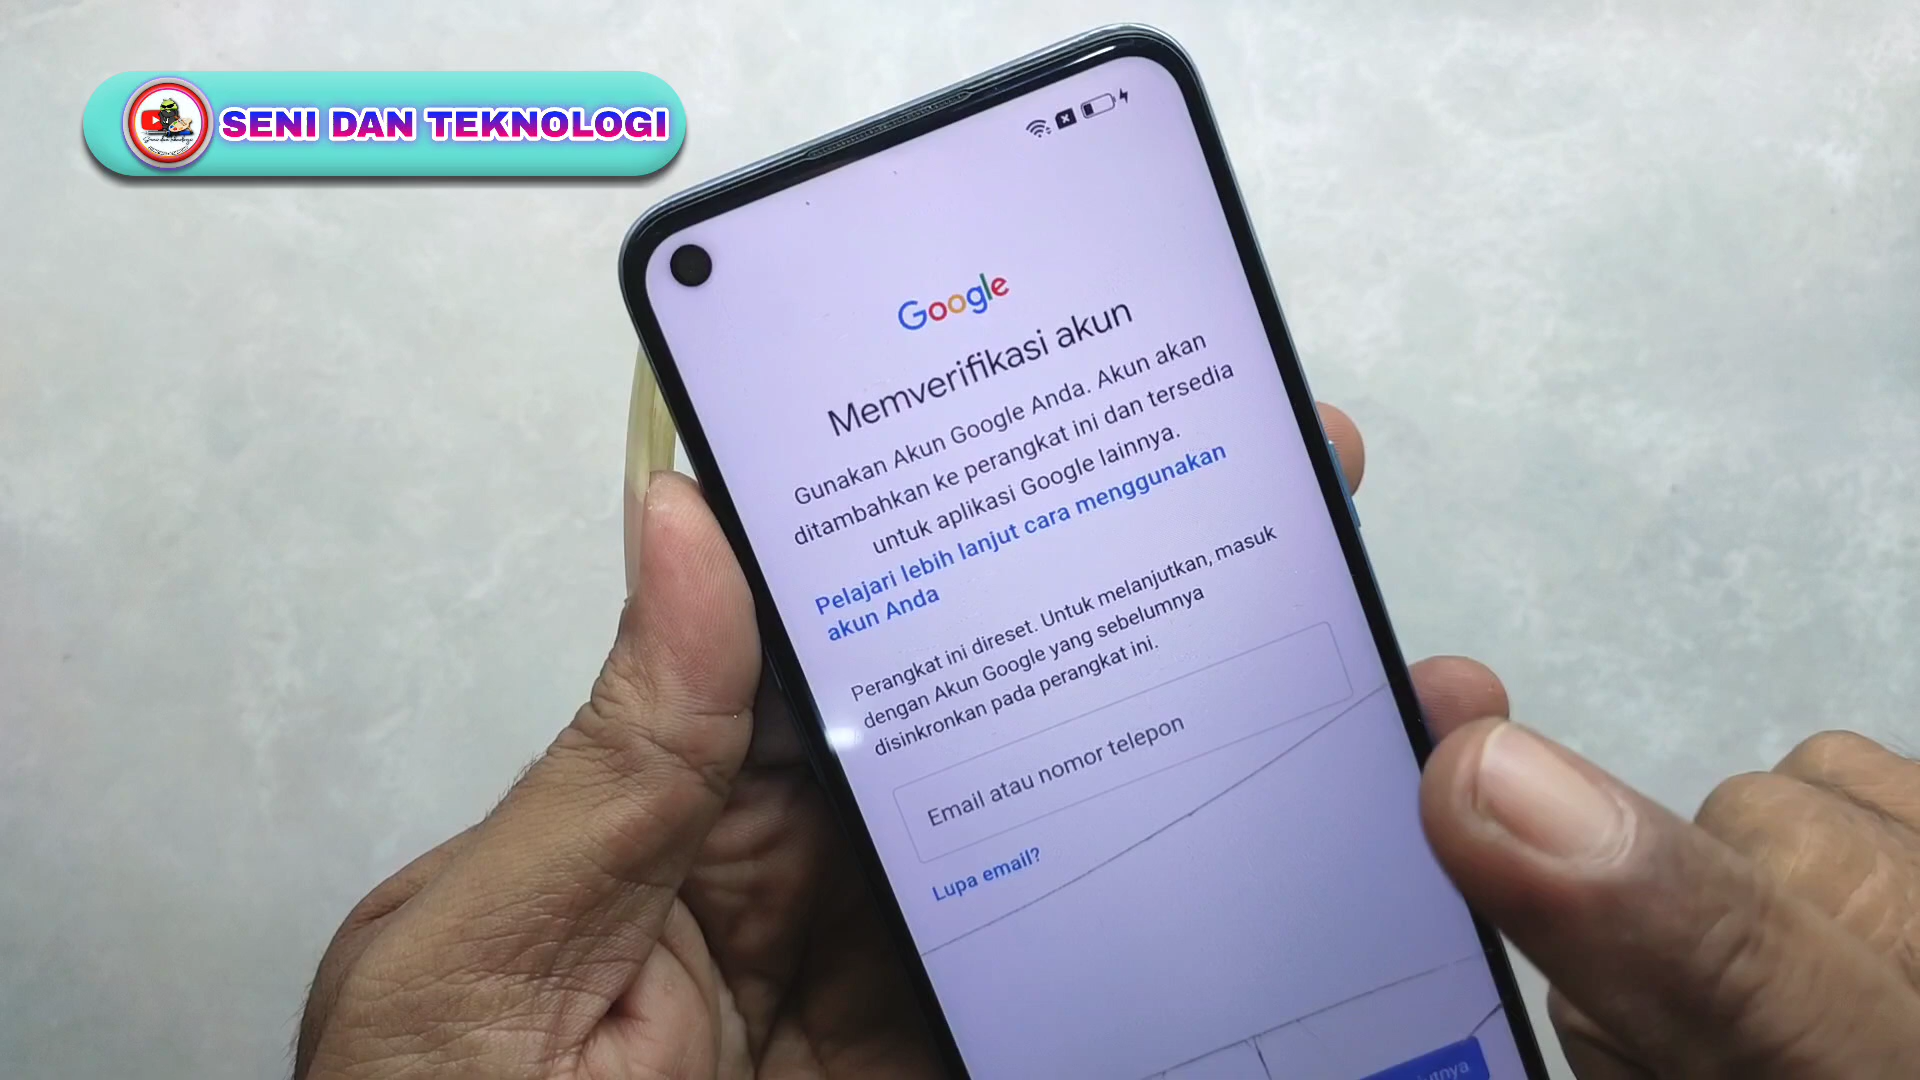 SENI DAN TEKNOLOGI
Google
Memverifikasi akun
Gunakan Akun Google Anda. Akun akan
ditambahkan ke perangkat ini dan tersedia
untuk aplikasi Google lainnya.
Pelajari lebih lanjut cara menggunakan
akun Anda
Perangkat ini direset. Untuk melanjutkan, masuk
dengan Akun Google yang sebelumnya
disinkronkan pada perangkat ini.
Email atau nomor telepon
Lupa email?